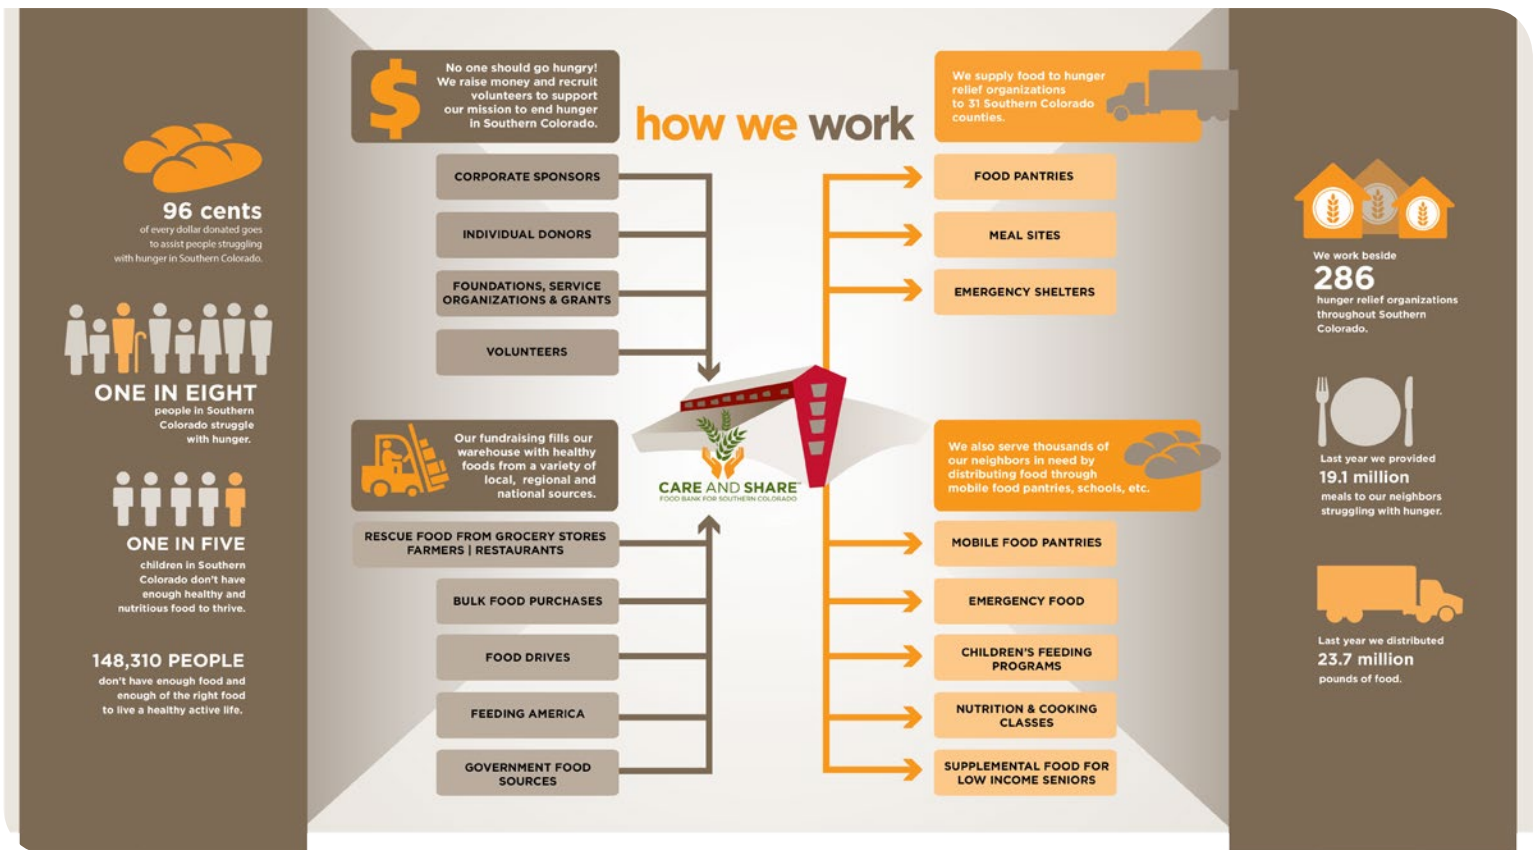 96 cents
of every dollar donated goes
to assist people struggling
with hunger in Southern Colorado.
ONE IN EIGHT
people in Southern
Colorado struggle
with hunger.
ONE IN FIVE
children in Southern
Colorado don't have
enough healthy and
nutritious food to thrive.
148,310 PEOPLE
don't have enough food and
enough of the right food
to live a healthy active life.
$
No one should go hungry!
We raise money and recruit
volunteers to support
our mission to end hunger
in Southern Colorado.
CORPORATE SPONSORS
INDIVIDUAL DONORS
FOUNDATIONS, SERVICE
ORGANIZATIONS & GRANTS
VOLUNTEERS
Our fundraising fills our
warehouse with healthy
foods from a variety of
local, regional and
national sources.
RESCUE FOOD FROM GROCERY STORES
FARMERS | RESTAURANTS
BULK FOOD PURCHASES
FOOD DRIVES
FEEDING AMERICA
GOVERNMENT FOOD
SOURCES
how we work
CARE AND SHARE
FOOD BANK FOR SOUTHERN COLORADO
We supply food to hunger
relief organizations
to 31 Southern Colorado
counties.
FOOD PANTRIES
MEAL SITES
EMERGENCY SHELTERS
We also serve thousands of
our neighbors in need by
distributing food through
mobile food pantries, schools, etc.
MOBILE FOOD PANTRIES
EMERGENCY FOOD
CHILDREN'S FEEDING
PROGRAMS
NUTRITION & COOKING
CLASSES
SUPPLEMENTAL FOOD FOR
LOW INCOME SENIORS
We work beside
286
hunger relief organizations
throughout Southern
Colorado.
Last year we provided
19.1 million
meals to our neighbors
struggling with hunger.
Last year we distributed
23.7 million
pounds of food.